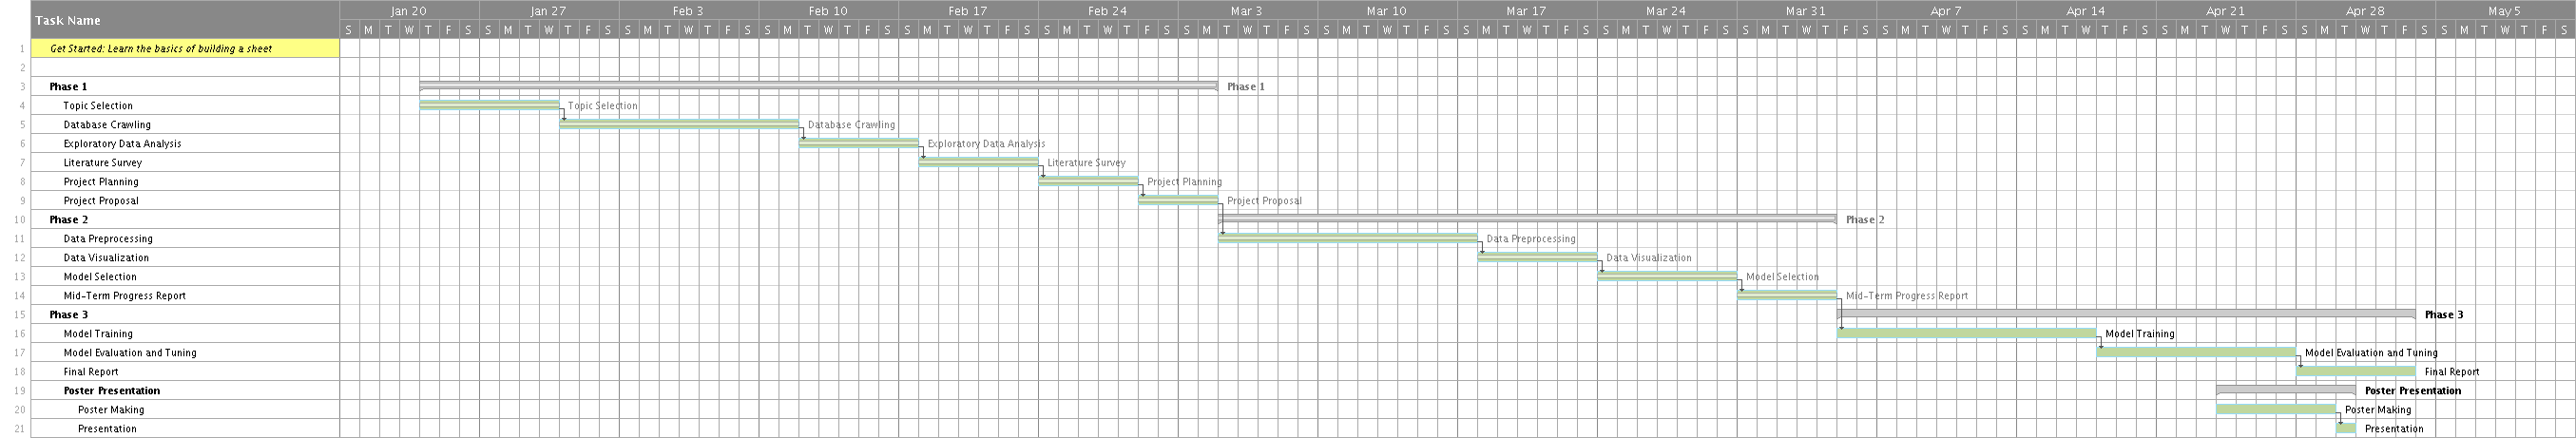 Task Name
Jan 20 Jan 27 Feb 3 Feb 10 Feb 17 Feb 24 Mar 3 Mar 10 Mar 17 Mar 24 Mar 31 Apr 7 Apr 14 Apr 21 Apr 28 May 5
S M T W T F S S M T W T F S S M T W T F S S M T W T F S S M T W T F S S M T W T F S S M T W T F S S M T W T F S S M T W T F S S M T W T F S S M T W T F S S M T W T F S S M T W T F S S M T W T F S S M T W T F S S M T W T F S
1 Get Started: Learn the basics of building a sheet
2
3 Phase 1 Phase 1
4 Topic Selection Topic Selection
5 Database Crawling Database Crawling
6 Exploratory Data Analysis Exploratory Data Analysis
7 Literature Survey Literature Survey
8 Project Planning Project Planning
9 Project Proposal Project Proposal
10 Phase 2 Phase 2
11 Data Preprocessing Data Preprocessing
12 Data Visualization Data Visualization
13 Model Selection Model Selection
14 Mid-Term Progress Report Mid-Term Progress Report
15 Phase 3 Phase 3
16 Model Training Model Training
17 Model Evaluation and Tuning Model Evaluation and Tuning
18 Final Report Final Report
19 Poster Presentation Poster Presentation
20 Poster Making Poster Making
21 Presentation Presentation